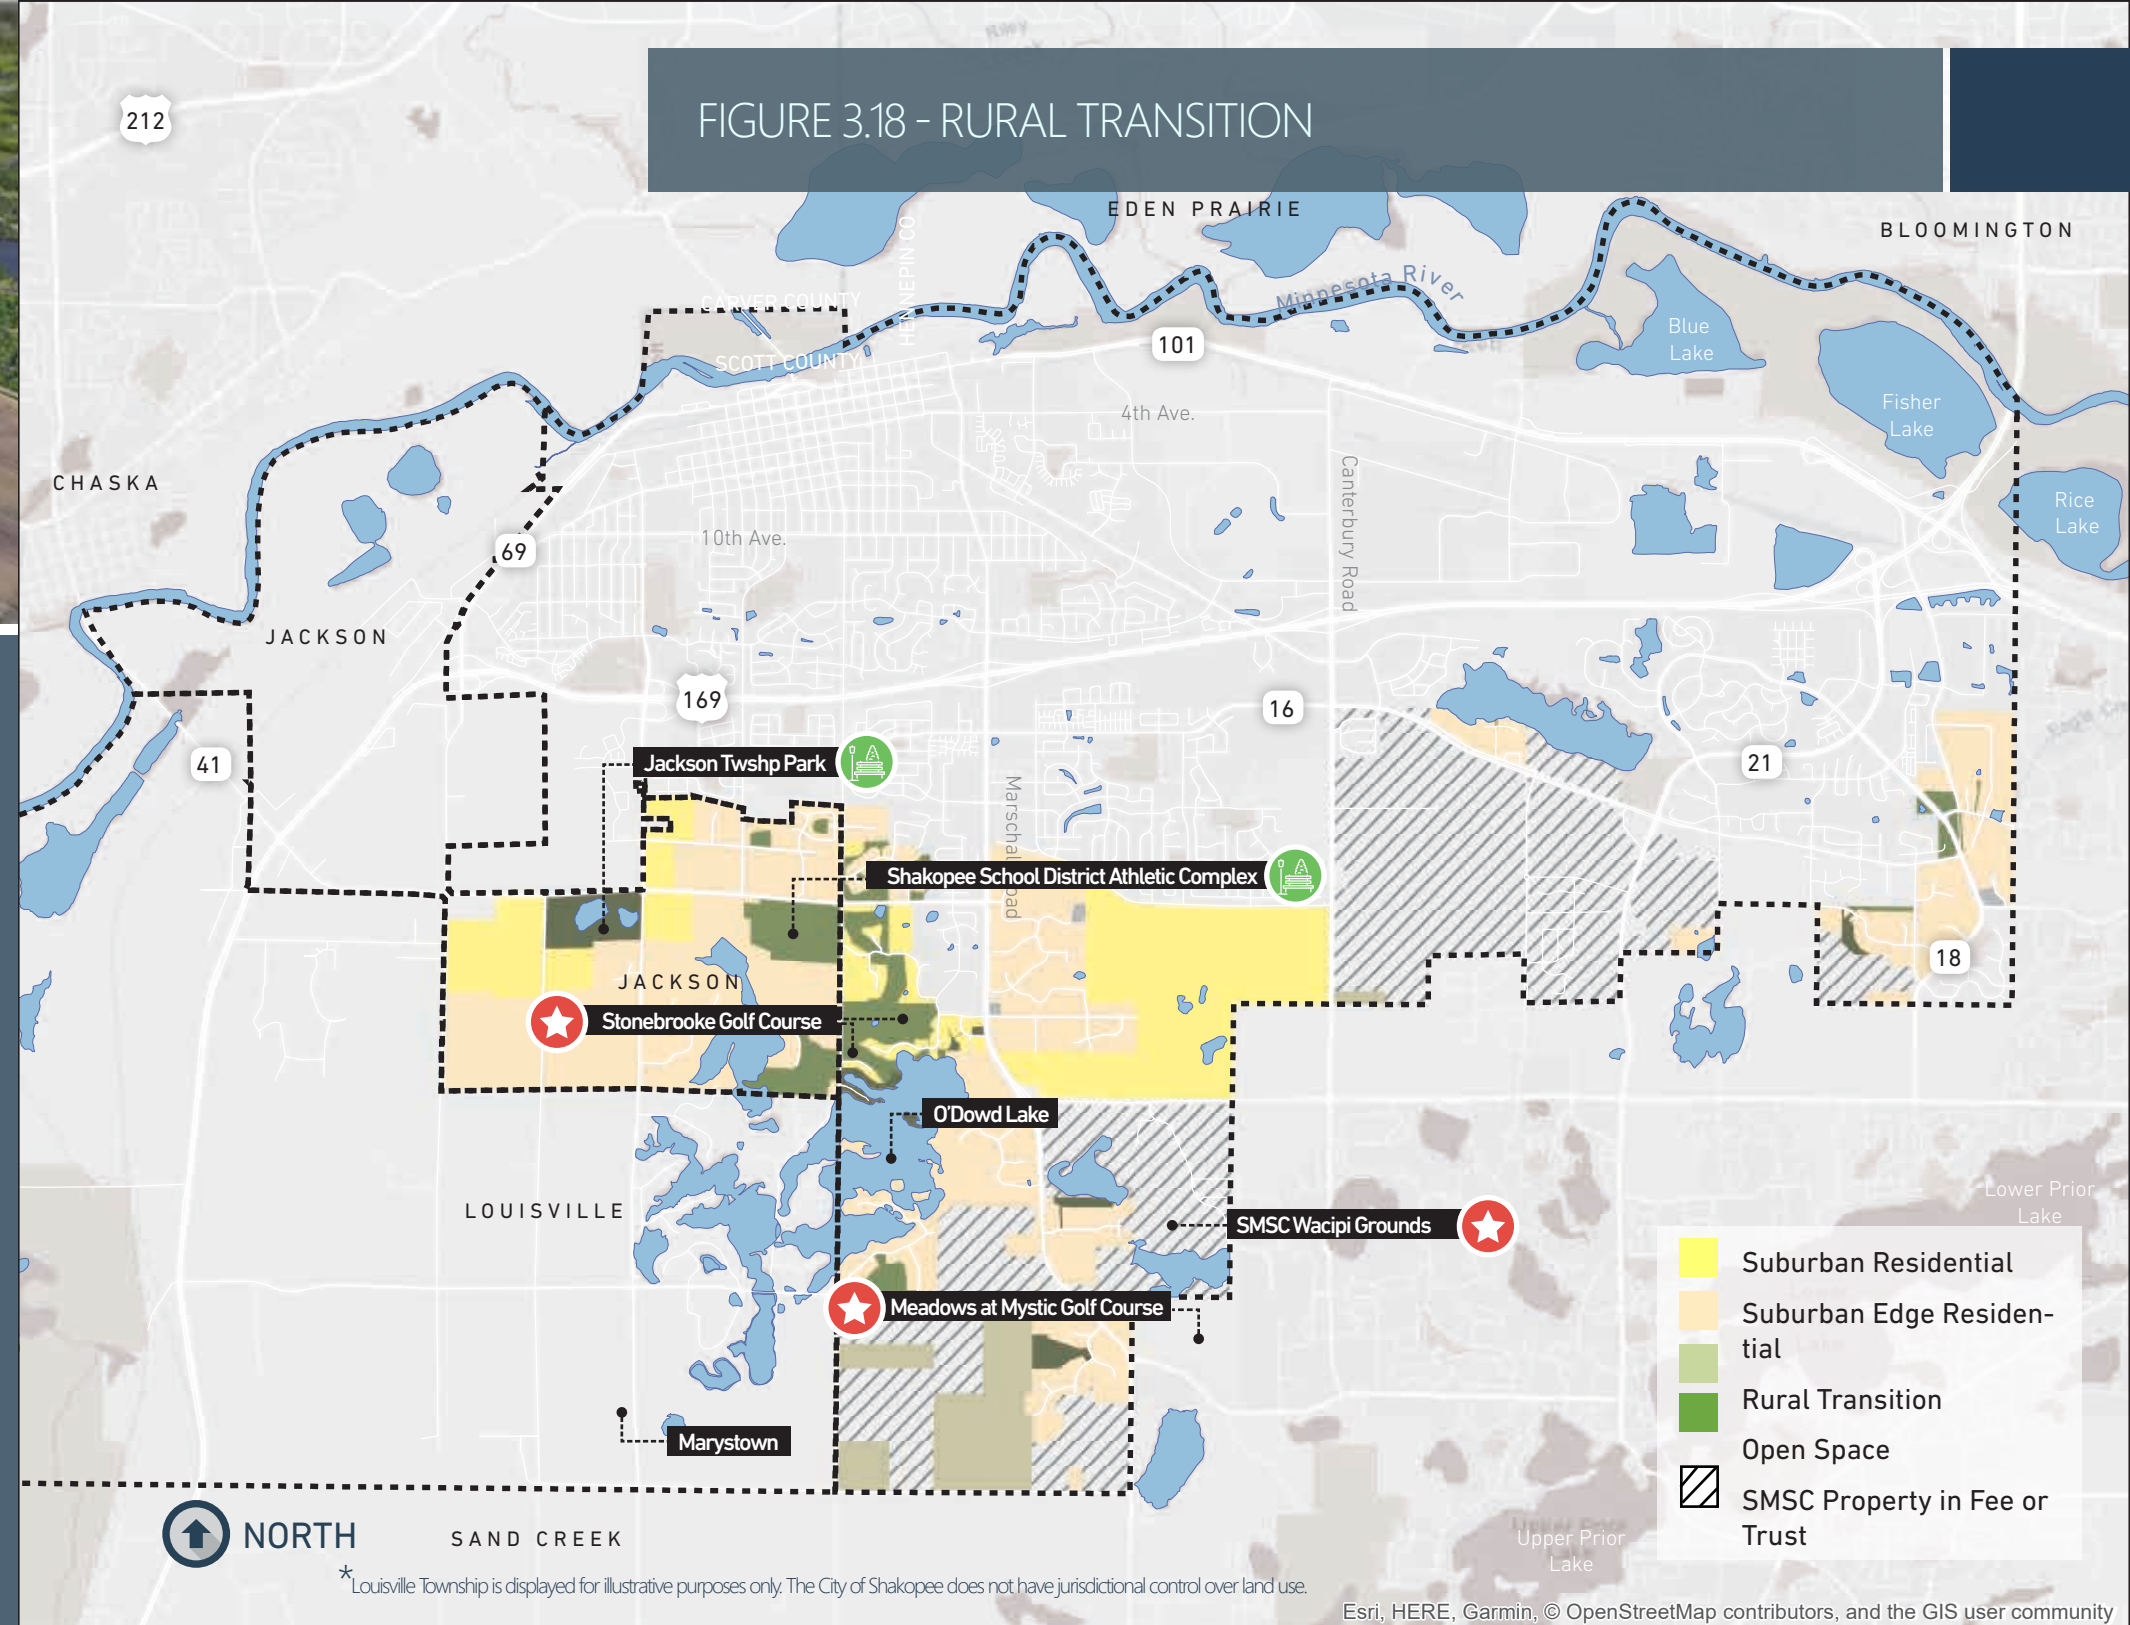 FIGURE 3.18 - RURAL TRANSITION
212
EDEN PRAIRIE
BLOOMINGTON
HENNEPIN CO
CARVER COUNTY
SCOTT COUNTY
Minnesota River
101
Blue
Lake
Fisher
Lake
Rice
Lake
4th Ave.
CHASKA
10th Ave.
69
Canterbury Road
JACKSON
169
16
41
21
Jackson Twshp Park
Shakopee School District Athletic Complex
JACKSON
18
Stonebrooke Golf Course
O'Dowd Lake
LOUISVILLE
SMSC Wacipi Grounds
Lower Prior
Lake
Meadows at Mystic Golf Course
Marystown
Suburban Residential
Suburban Edge Residen-
tial
Rural Transition
Open Space
SMSC Property in Fee or
Trust
NORTH
SAND CREEK
Upper Prior
Lake
*Louisville Township is displayed for illustrative purposes only. The City of Shakopee does not have jurisdictional control over land use.
Esri, HERE, Garmin, © OpenStreetMap contributors, and the GIS user community